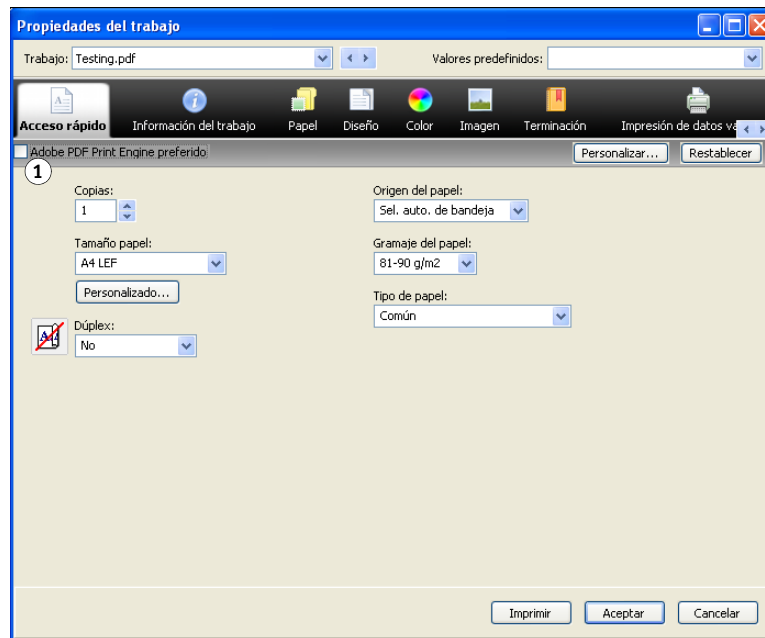 Propiedades del trabajo
Trabajo: Testing.pdf Valores predefinidos:
Acceso rápido Información del trabajo Papel Diseño Color Imagen Terminación Impresión de datos va
Adobe PDF Print Engine preferido Personalizar... Restablecer
1
Copias: Origen del papel:
1 Sel. auto. de bandeja
Tamaño papel: Gramaje del papel:
A4 LEF 81-90 g/m2
Personalizado... Tipo de papel:
Dúplex: Común
No
Imprimir Aceptar Cancelar